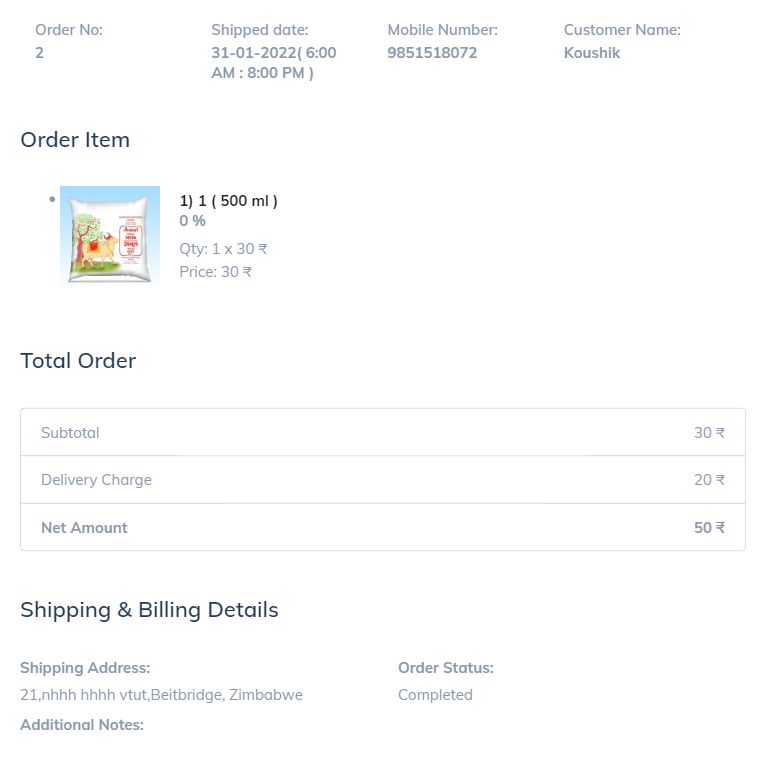 Order No:
2
Shipped date:
31-01-2022( 6:00
AM : 8:00 PM )
Mobile Number:
9851518072
Customer Name:
Koushik
Order Item
1) 1 ( 500 ml )
0 %
Qty: 1 x 30 ₹
Price: 30 ₹
Total Order
Subtotal 30 ₹
Delivery Charge 20 ₹
Net Amount 50 ₹
Shipping & Billing Details
Shipping Address:
21,nhhh hhhh vtut,Beitbridge, Zimbabwe
Additional Notes:
Order Status:
Completed